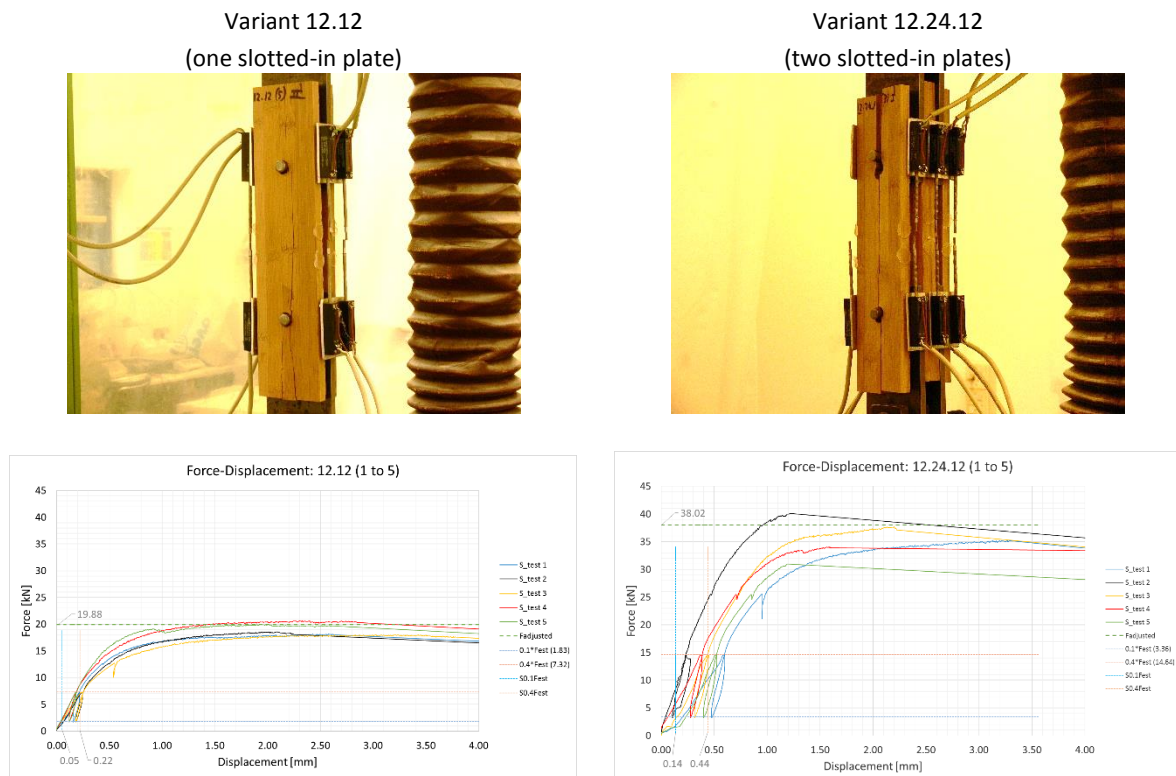 Variant 12.12
(one slotted-in plate)
Variant 12.24.12
(two slotted-in plates)
12.12 (5) II
Force-Displacement: 12.12 (1 to 5)
Force [kN]
45
40
35
30
25
20
15
10
5
0
19.88
0.00 0.50 1.00 1.50 2.00 2.50 3.00 3.50 4.00
0.05 0.22
Displacement [mm]
S_test 1
S_test 2
S_test 3
S_test 4
S_test 5
Fadjusted
0.1*Fest (1.83)
0.4*Fest (7.32)
S0.1Fest
S0.4Fest
Force-Displacement: 12.24.12 (1 to 5)
Force [kN]
45
40
35
30
25
20
15
10
5
0
38.02
0.00 0.50 1.00 1.50 2.00 2.50 3.00 3.50 4.00
0.14 0.44
Displacement [mm]
S_test 1
S_test 2
S_test 3
S_test 4
S_test 5
Fadjusted
0.1*Fest (3.36)
0.4*Fest (14.64)
S0.1Fest
S0.4Fest